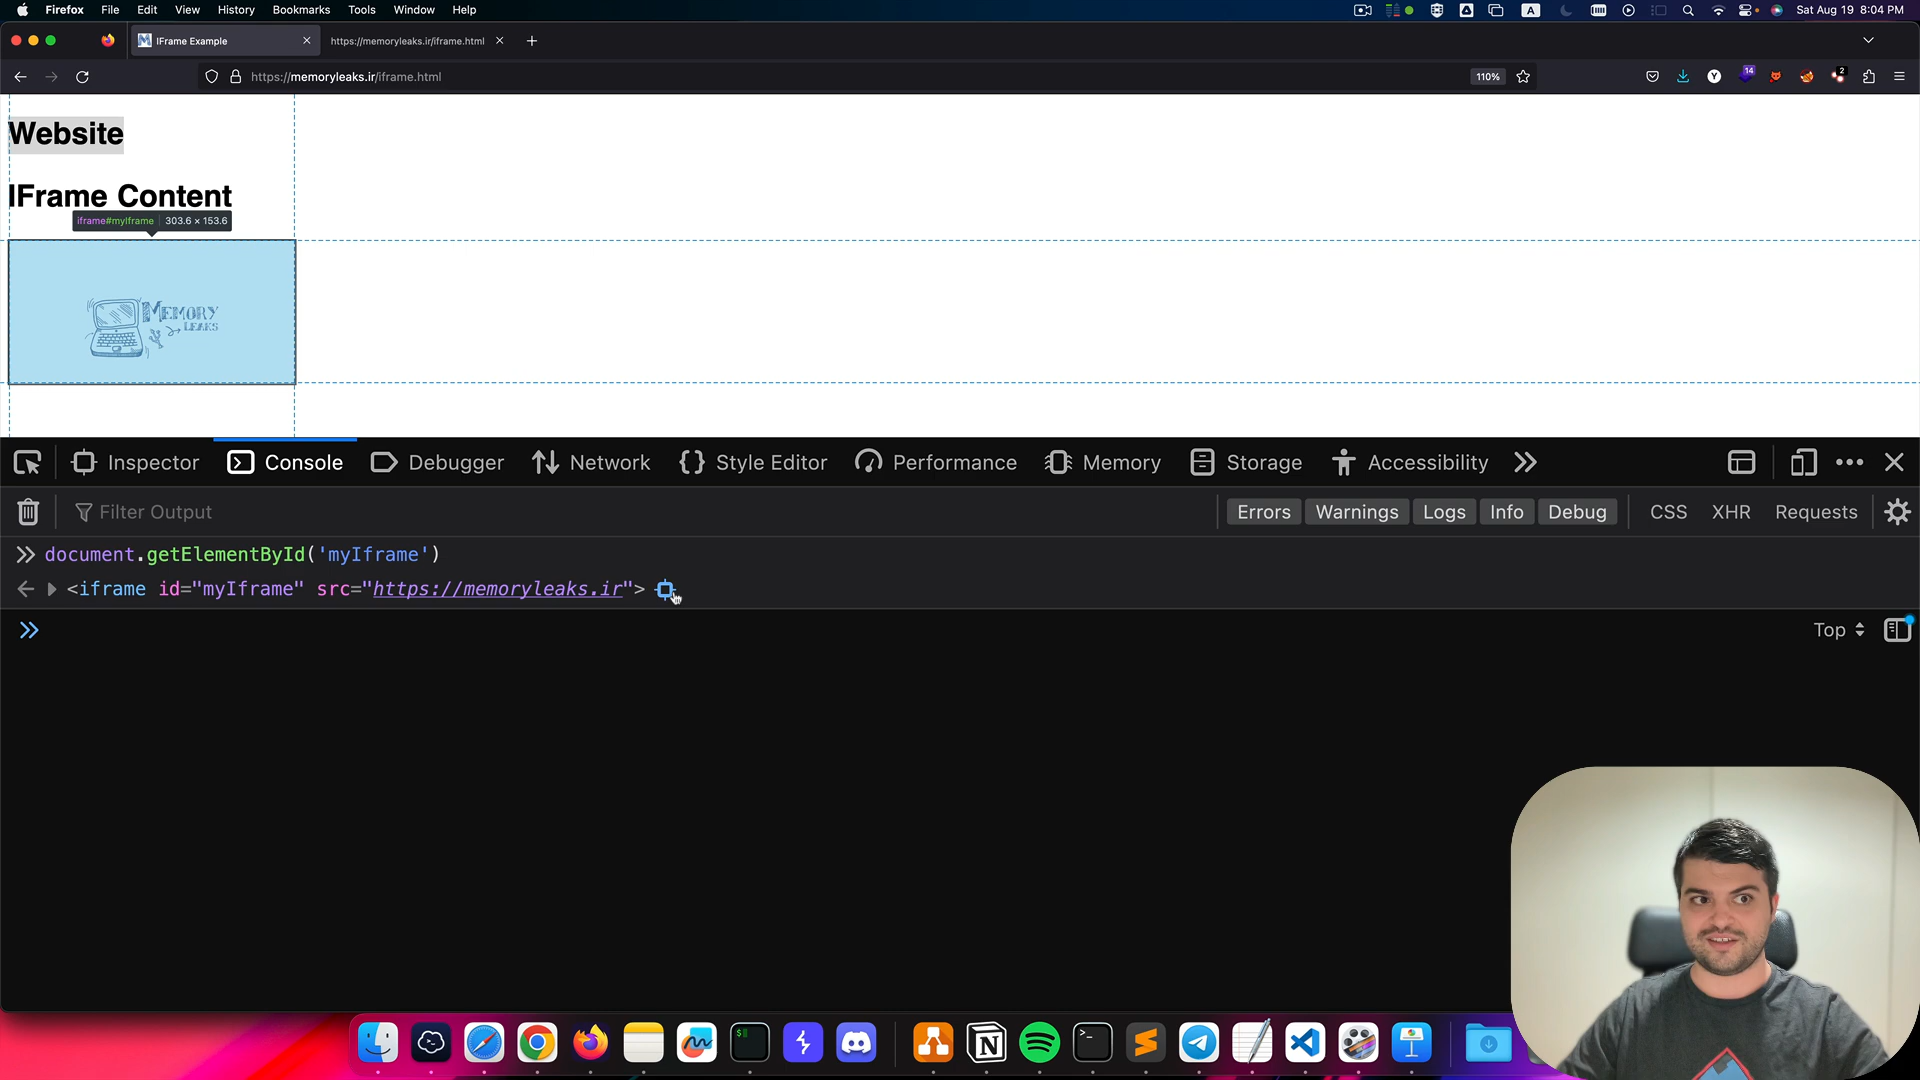 Firefox File Edit View History Bookmarks Tools Window Help
Sat Aug 19 8:04 PM
IFrame Example
https://memoryleaks.ir/iframe.html
https://memoryleaks.ir/iframe.html
110%
14
2
Website
IFrame Content
iframe#myIframe 303.6 × 153.6
MEMORY
LEAKS
Inspector Console Debugger Network Style Editor Performance Memory Storage Accessibility
Filter Output
Errors Warnings Logs Info Debug CSS XHR Requests
document.getElementById('myIframe')
<iframe id="myIframe" src="https://memoryleaks.ir">
Top